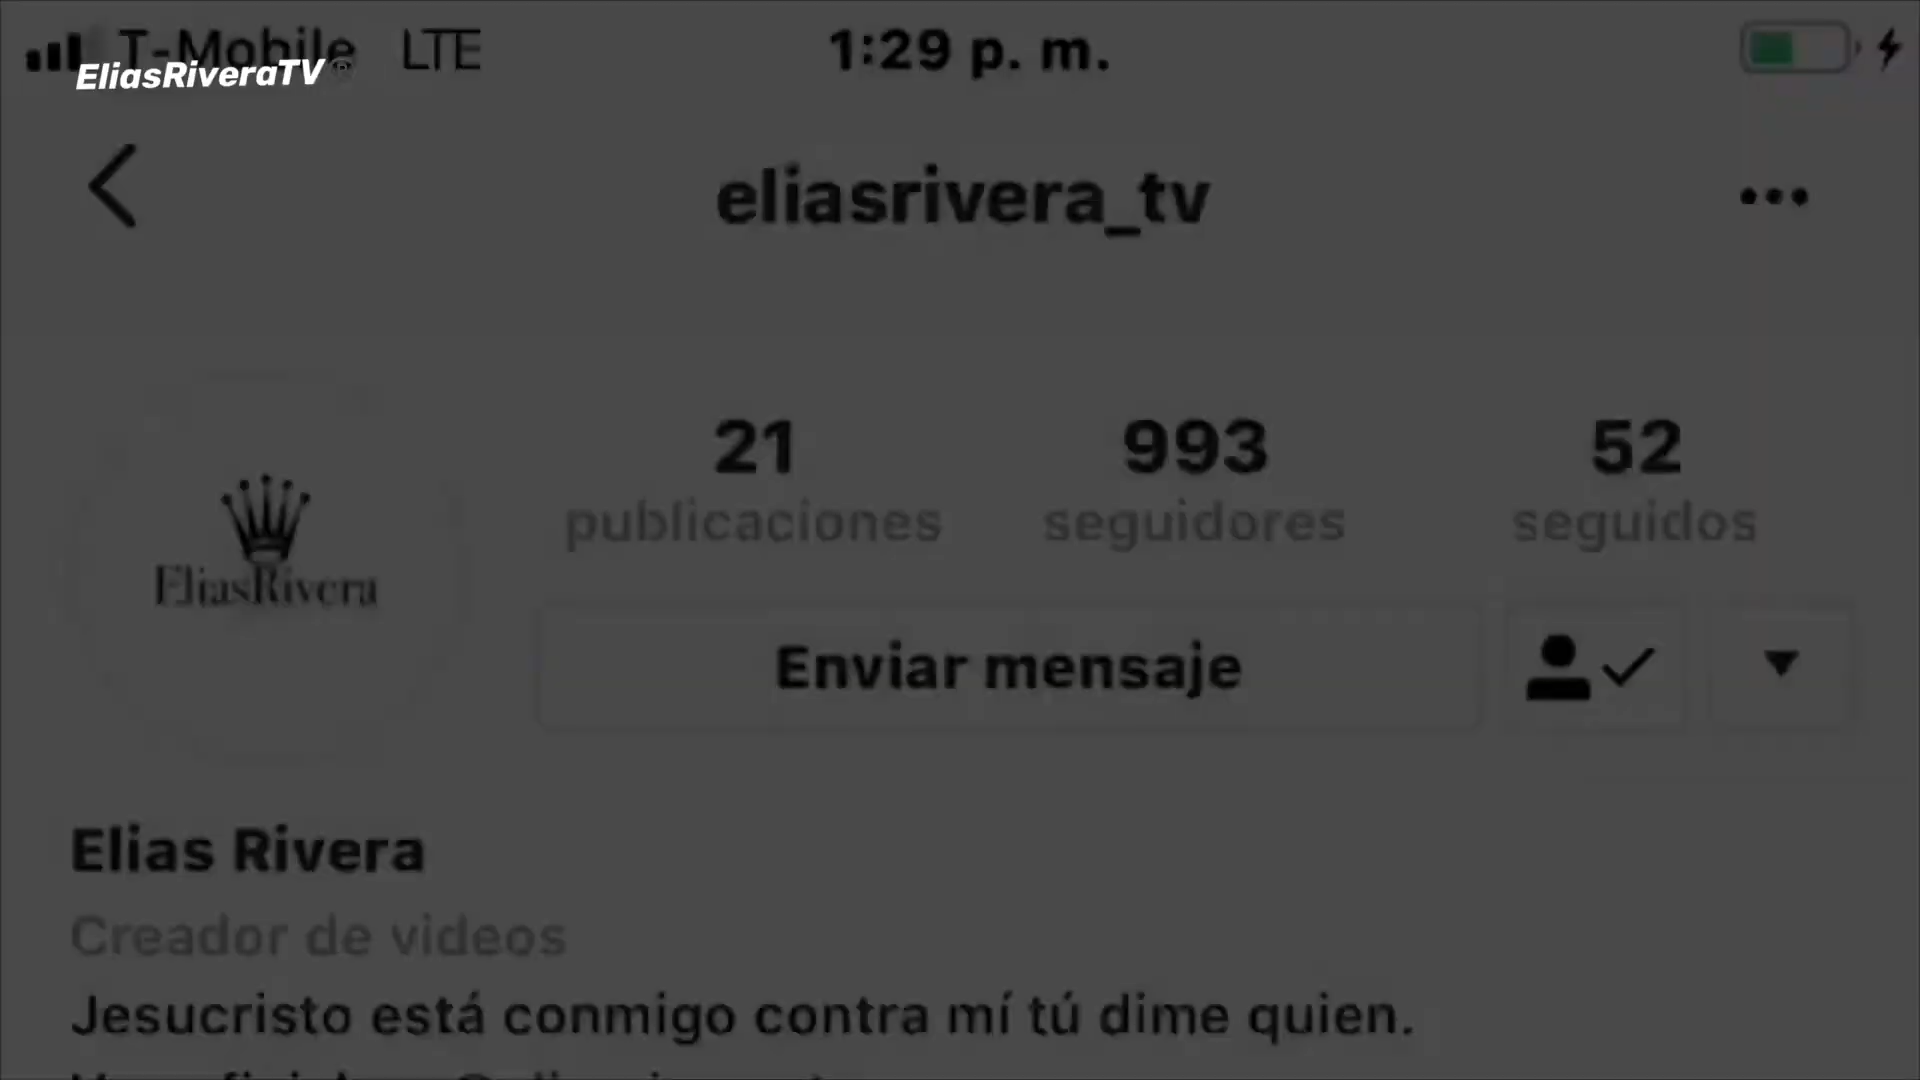 T-Mobile LTE 1:29 p. m.
EliasRiveraTV®
eliasrivera_tv
21 993 52
publicaciones seguidores seguidos
EliasRivera
Enviar mensaje
Elias Rivera
Creador de videos
Jesucristo está conmigo contra mí tú dime quien.